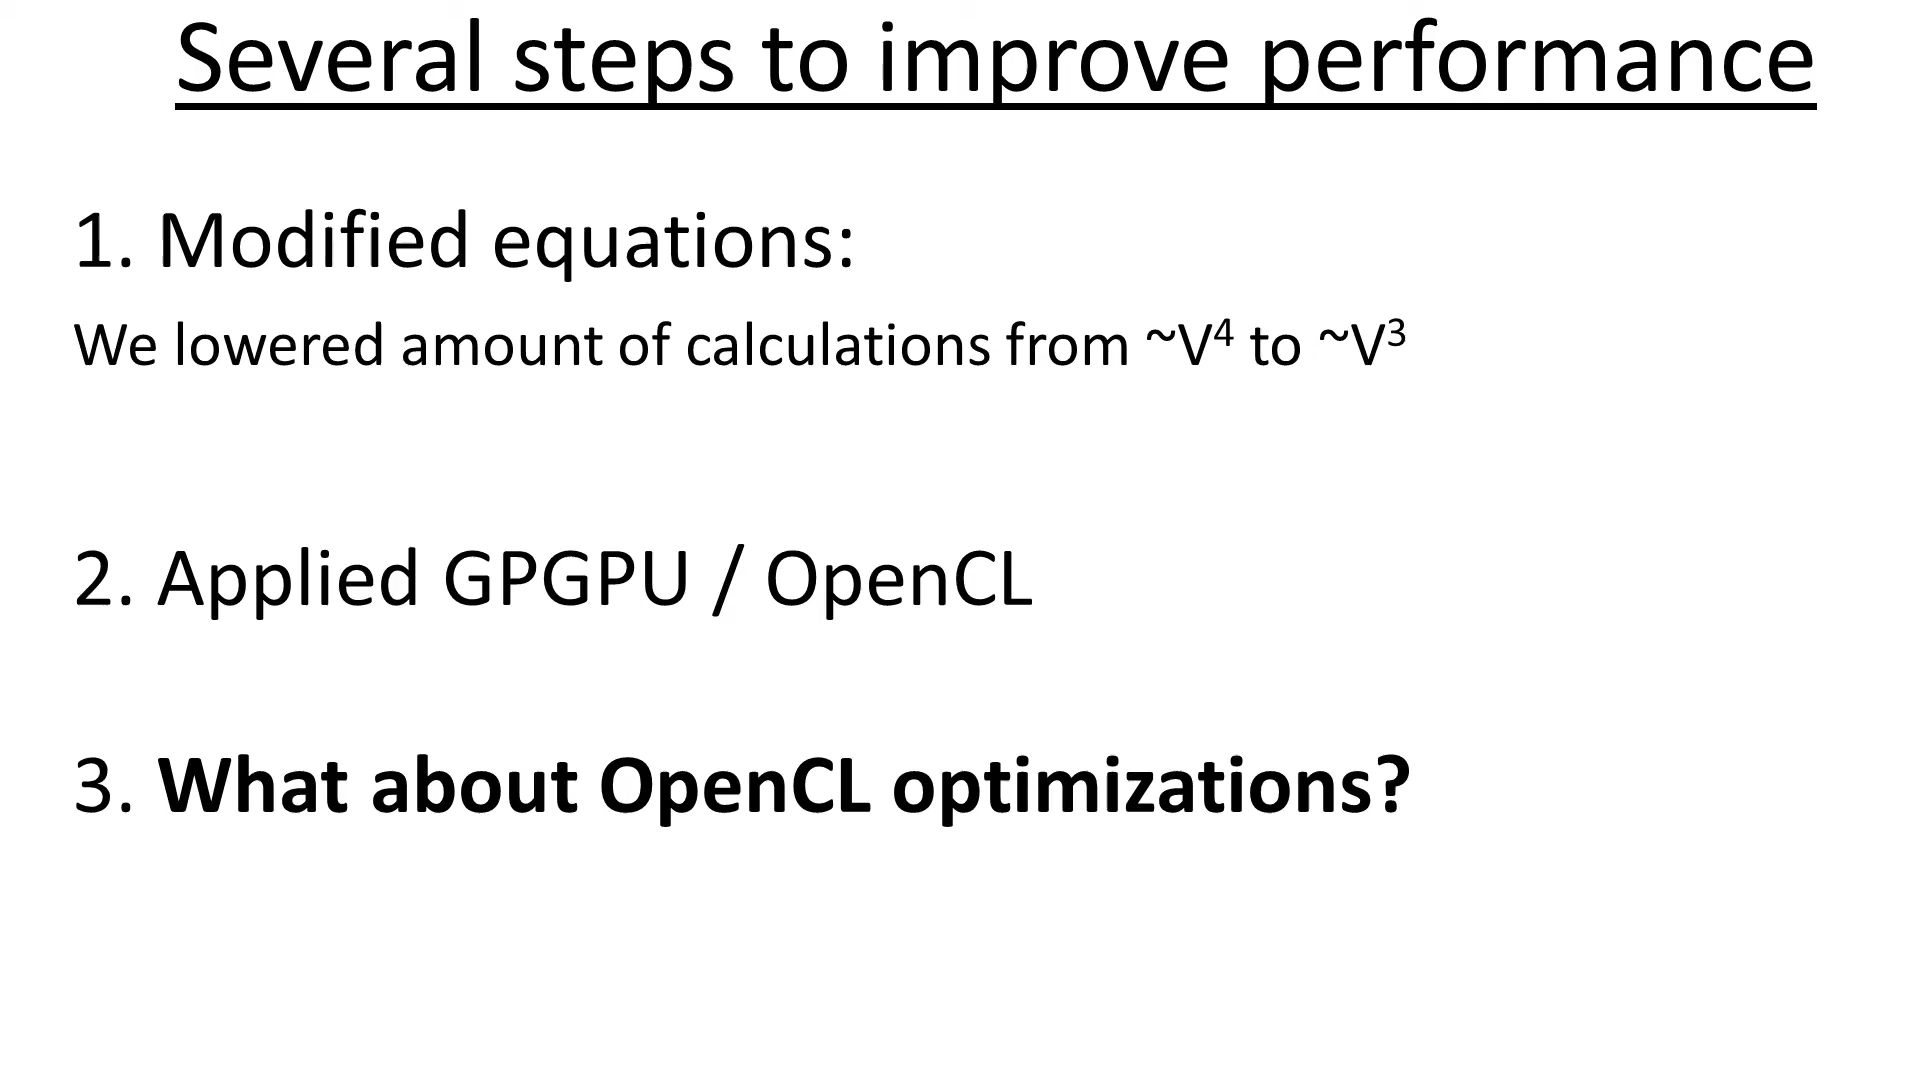 Several steps to improve performance
1. Modified equations:
We lowered amount of calculations from ~V⁴ to ~V³
2. Applied GPGPU / OpenCL
3. What about OpenCL optimizations?